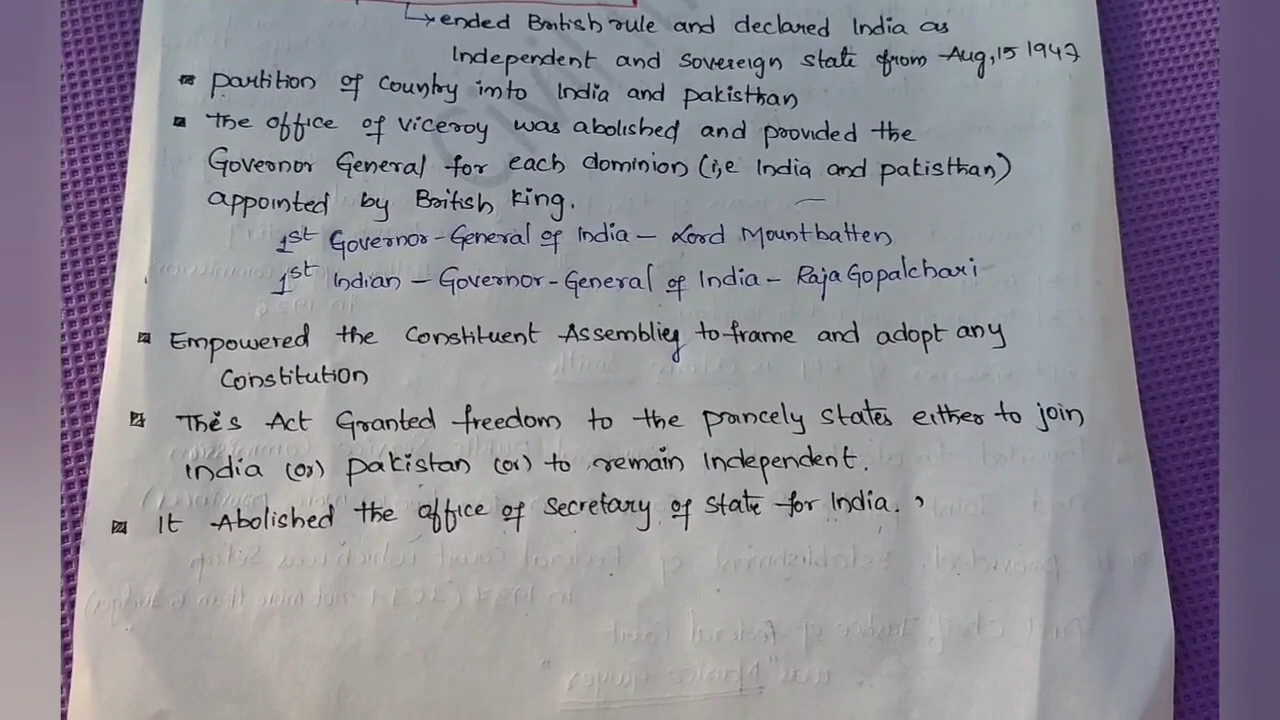 ended British rule and declared India as
Independent and Sovereign state from Aug, 15 1947
partition of Country into India and pakisthan
The office of viceroy was abolished and provided the
Governor General for each dominion (i,e India and pakisthan)
appointed by British King.
1st Governor-General of India - Lord Mountbatten
1st Indian - Governor-General of India - RajaGopalchari
Empowered the Constituent Assembliey to frame and adopt any
Constitution
This Act Granted freedom to the princely states either to join
India (or) pakistan (or) to remain Independent.
It Abolished the office of Secretary of State for India.